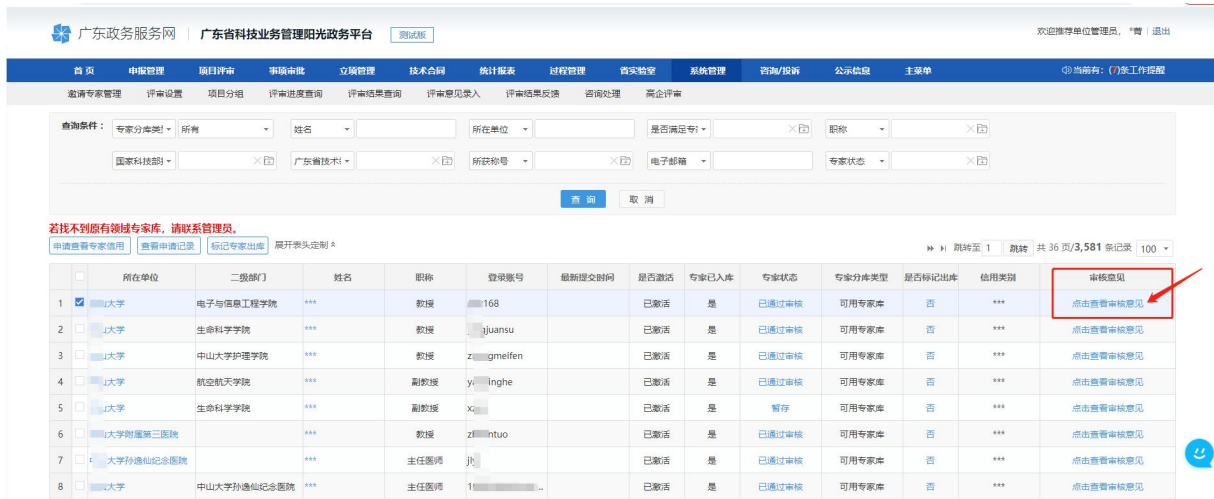 广东政务服务网 广东省科技业务管理阳光政务平台 测试版 欢迎推荐单位管理员, *菁 退出
首页 申报管理 项目评审 事项审批 立项管理 技术合同 统计报表 过程管理 省实验室 系统管理 咨询/投诉 公示信息 主菜单 当前有: (7)条工作提醒
邀请专家管理 评审设置 项目分组 评审进度查询 评审结果查询 评审意见录入 评审结果反馈 咨询处理 高企评审
查询条件: 专家分库类 所有 姓名 所在单位 是否满足专 职称
国家科技部 广东省技术 所获称号 电子邮箱 专家状态
查询 取消
若找不到原有领域专家库,请联系管理员。
申请查看专家信用 查看申请记录 标记专家出库 展开表头定制 跳转至 1 跳转 共 36 页/3,581 条记录 100
所在单位 二级部门 姓名 职称 登录账号 最新提交时间 是否激活 专家已入库 专家状态 专家分库类型 是否标记出库 信用类别 审核意见
1 大学 电子与信息工程学院 *** 教授 168 已激活 是 已通过审核 可用专家库 否 *** 点击查看审核意见
2 大学 生命科学学院 *** 教授 juansu 已激活 是 已通过审核 可用专家库 否 *** 点击查看审核意见
3 大学 中山大学护理学院 *** 教授 z gmeifen 已激活 是 已通过审核 可用专家库 否 *** 点击查看审核意见
4 大学 航空航天学院 *** 副教授 y inghe 已激活 是 已通过审核 可用专家库 否 *** 点击查看审核意见
5 大学 生命科学学院 *** 副教授 xz 已激活 是 暂存 可用专家库 否 *** 点击查看审核意见
6 大学附属第三医院 *** 教授 zh ntuo 已激活 是 已通过审核 可用专家库 否 *** 点击查看审核意见
7 大学孙逸仙纪念医院 *** 主任医师 jly 已激活 是 已通过审核 可用专家库 否 *** 点击查看审核意见
8 大学 中山大学孙逸仙纪念医院 *** 主任医师 1 .. 已激活 是 已通过审核 可用专家库 否 *** 点击查看审核意见